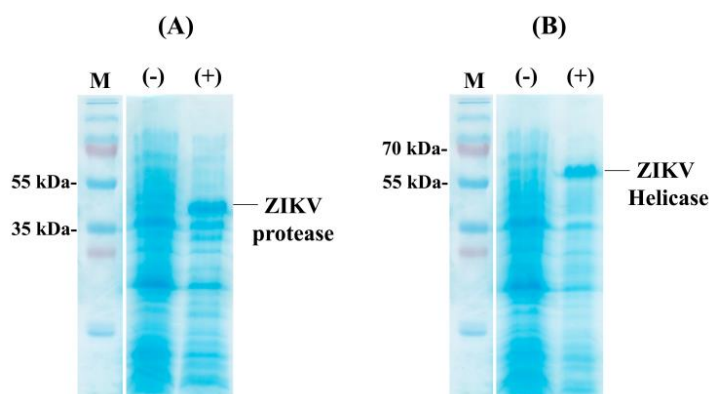 (A)
M (-) (+)
55 kDa-
35 kDa-
ZIKV
protease
(B)
M (-) (+)
70 kDa-
55 kDa-
ZIKV
Helicase